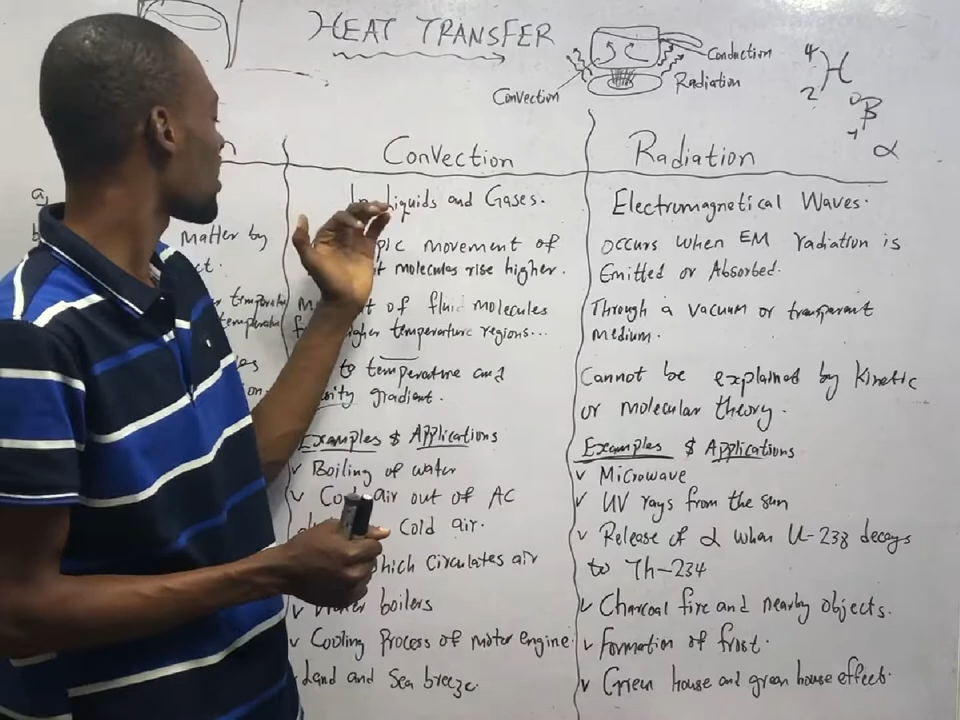 HEAT TRANSFER
Conduction
Convection
Radiation
4
2 H
0 β
-1
α
Convection
Radiation
a,
Liquids and Gases.
Electromagnetical Waves.
matter by
movement of
occurs when EM radiation is
molecules rise higher.
Emitted or Absorbed.
of fluid molecules
Through a vacuum or transparent
temperature regions...
medium.
to temperature and
Cannot be explained by Kinetic
gradient.
or molecular theory.
Examples & Applications
Examples & Applications
v Boiling of water
v Microwave
v air out of AC
v UV rays from the sun
Cold air.
v Release of α when U-238 decays
which Circulates air
to Th-234
v boilers
v Charcoal fire and nearby objects.
v Cooling Process of motor engine
v Formation of frost.
Land and Sea breeze.
v Green house and green house effects.